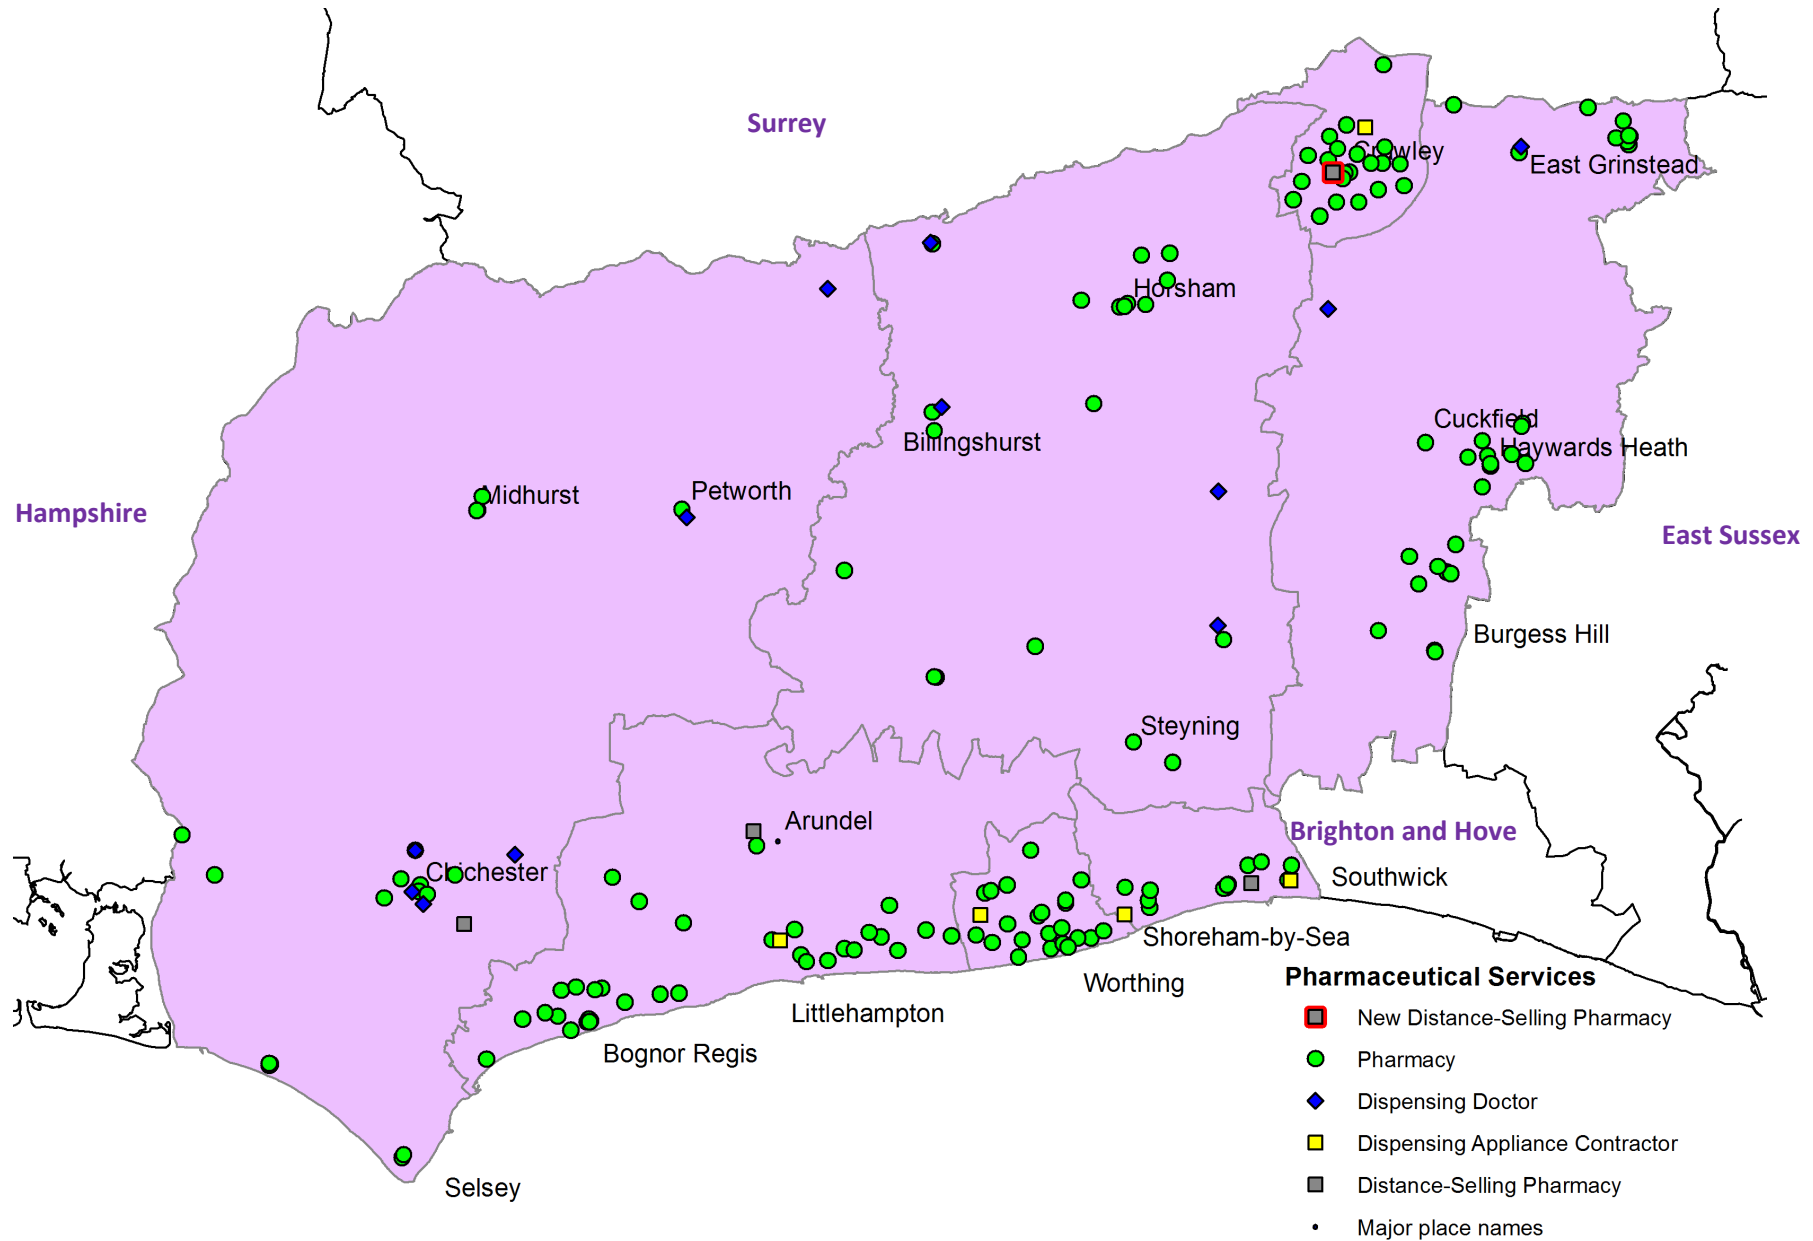 Surrey
Crawley
East Grinstead
Horsham
Cuckfield
Haywards Heath
Billingshurst
Midhurst
Petworth
Hampshire
East Sussex
Burgess Hill
Steyning
Arundel
Brighton and Hove
Chichester
Southwick
Shoreham-by-Sea
Worthing
Littlehampton
Bognor Regis
Selsey
Pharmaceutical Services
New Distance-Selling Pharmacy
Pharmacy
Dispensing Doctor
Dispensing Appliance Contractor
Distance-Selling Pharmacy
Major place names